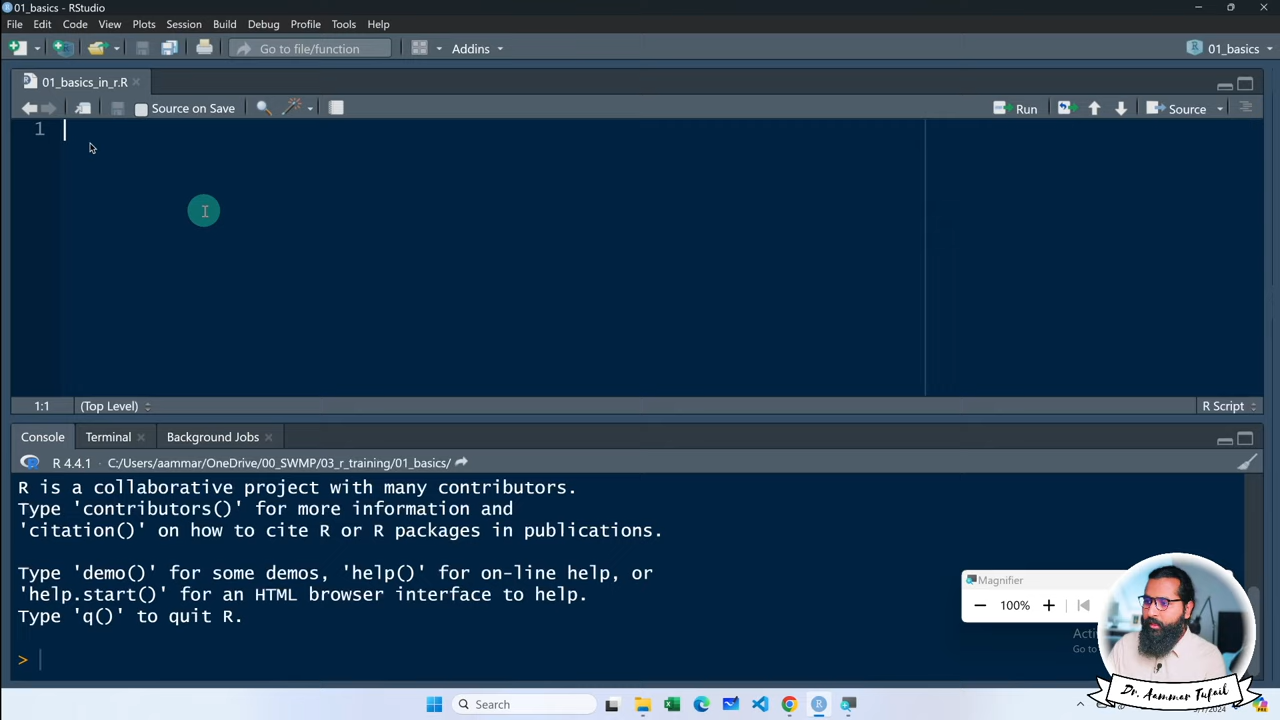 01_basics - RStudio
File Edit Code View Plots Session Build Debug Profile Tools Help
Go to file/function Addins 01_basics
01_basics_in_r.R
Source on Save Run Source
1
1:1 (Top Level) R Script
Console Terminal Background Jobs
R 4.4.1 · C:/Users/aammar/OneDrive/00_SWMP/03_r_training/01_basics/
R is a collaborative project with many contributors.
Type 'contributors()' for more information and
'citation()' on how to cite R or R packages in publications.
Type 'demo()' for some demos, 'help()' for on-line help, or
'help.start()' for an HTML browser interface to help.
Type 'q()' to quit R.
>
Magnifier
100%
Go to
Dr. Aammar Tufail
Search